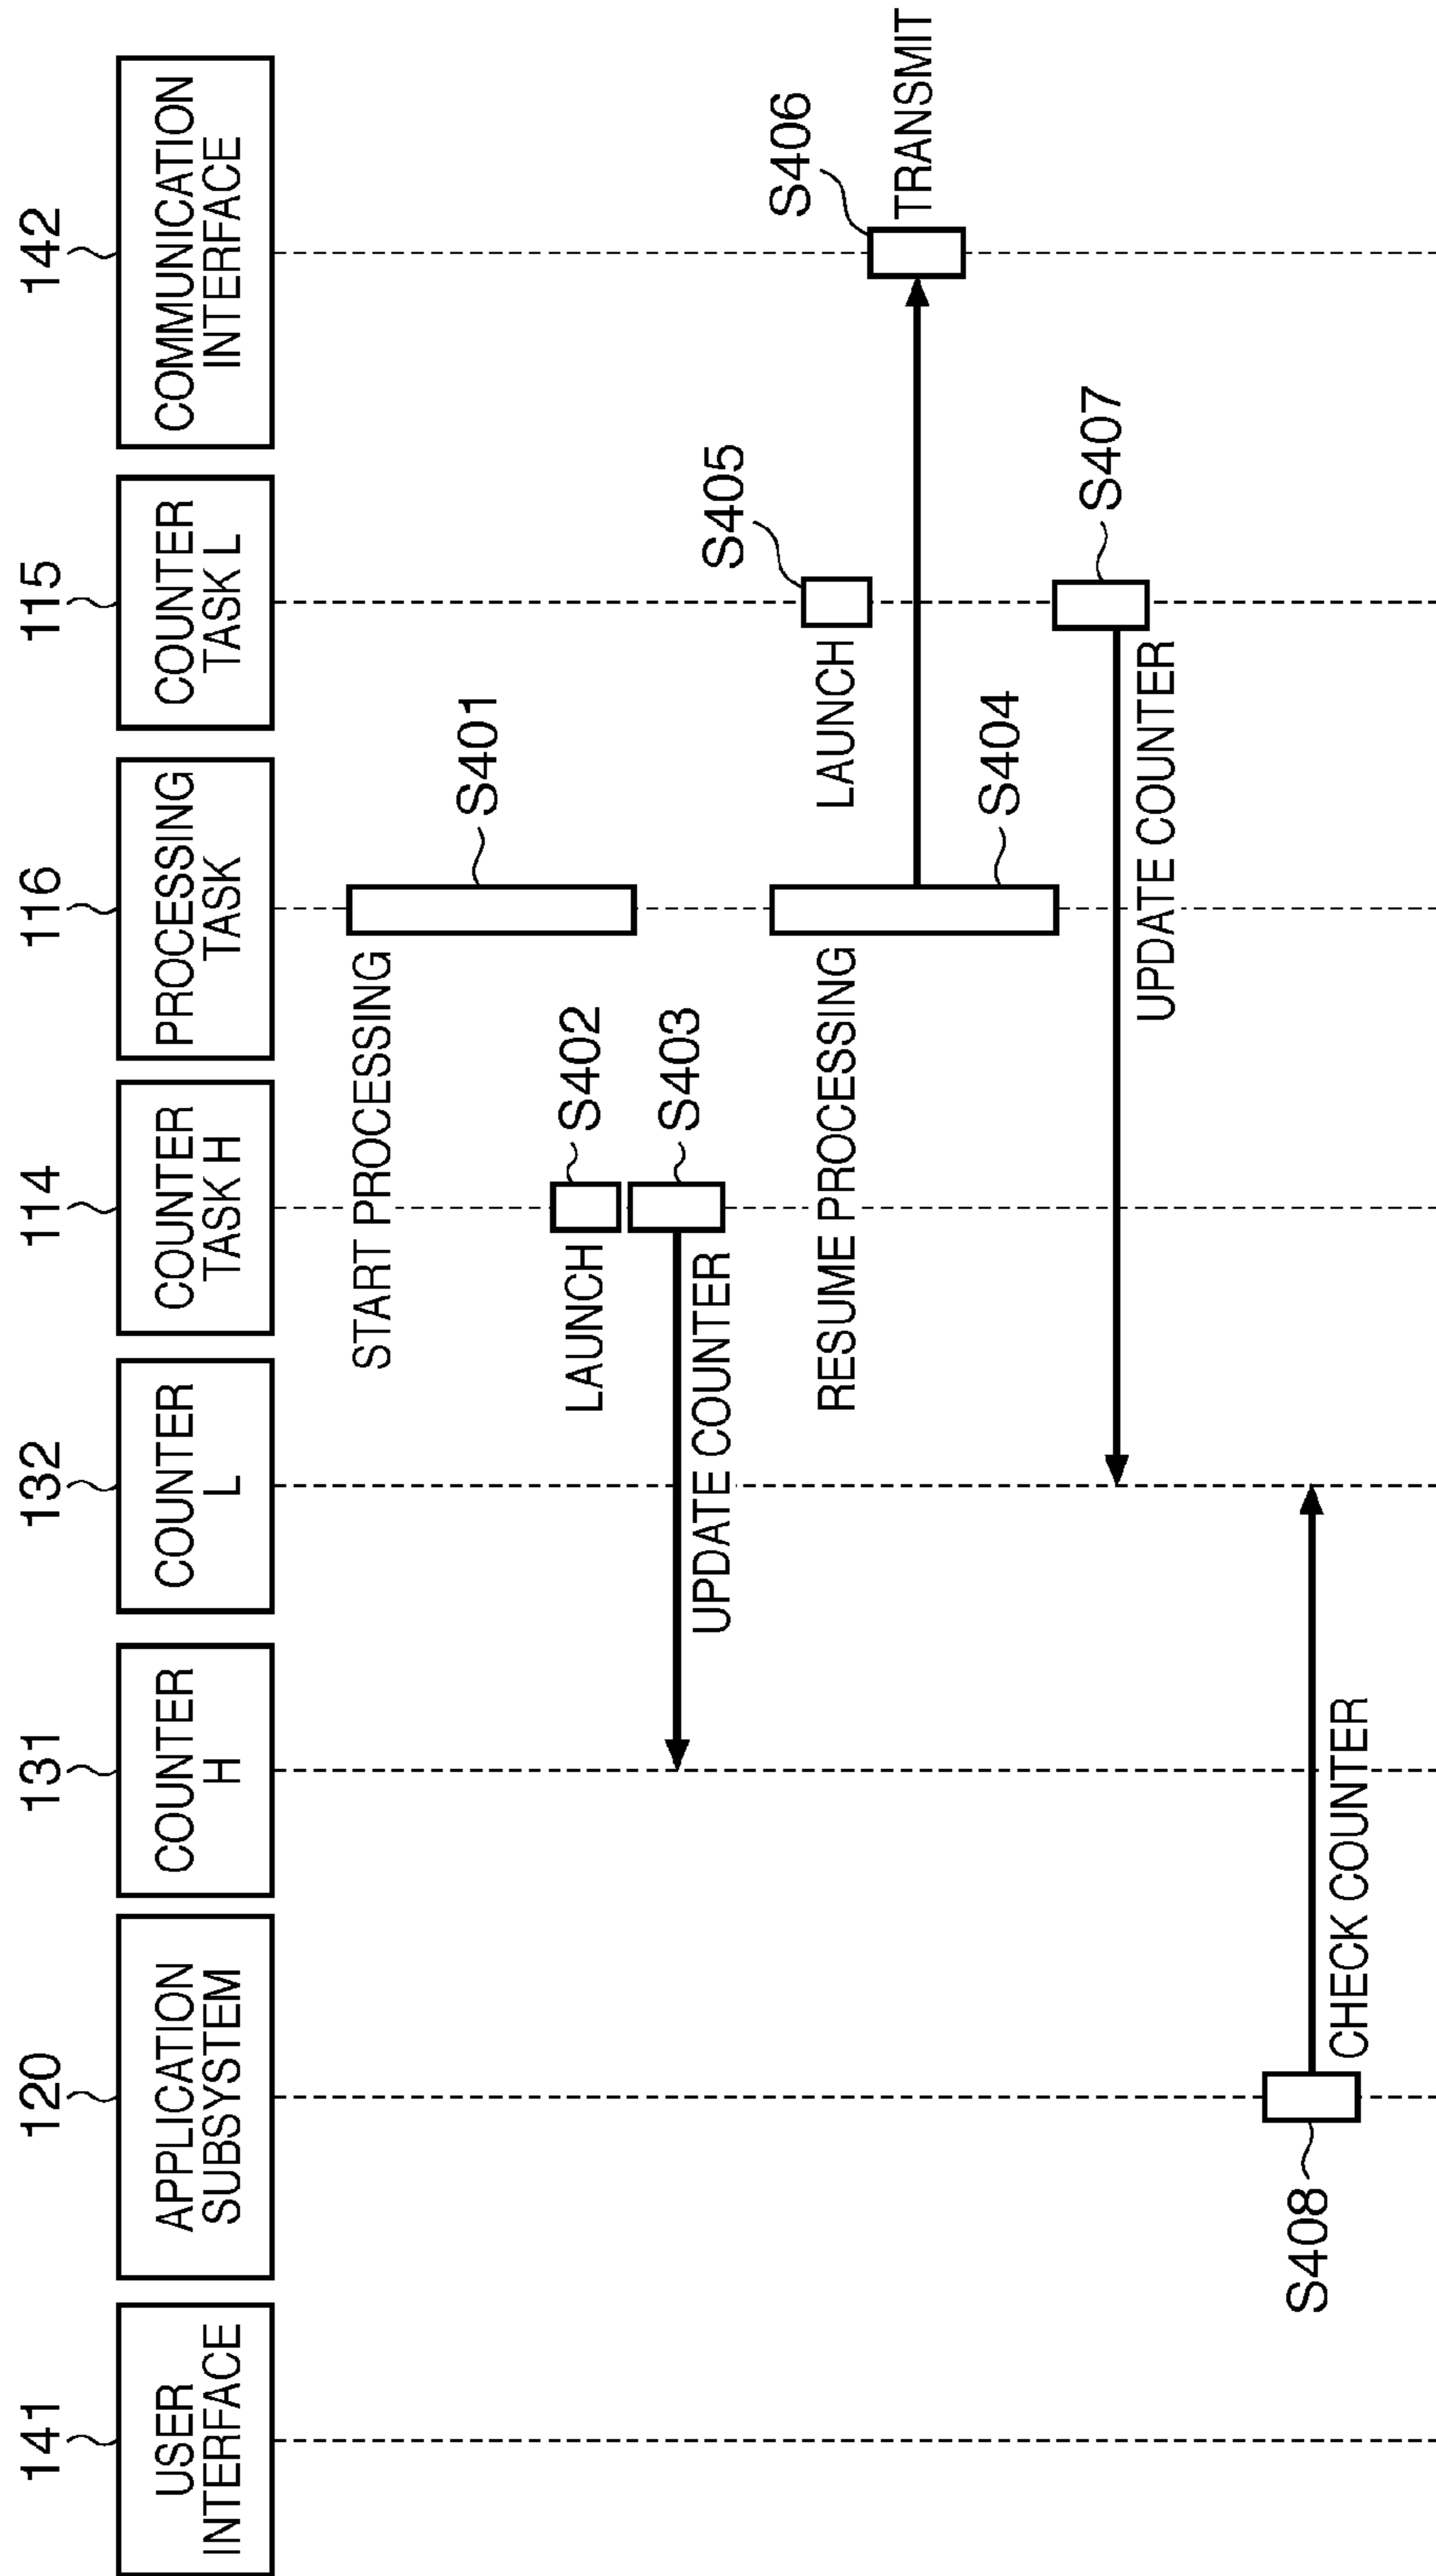 141
120
131
132
114
116
115
142
USER
INTERFACE
APPLICATION
SUBSYSTEM
COUNTER
H
COUNTER
L
COUNTER
TASK H
PROCESSING
TASK
COUNTER
TASK L
COMMUNICATION
INTERFACE
START PROCESSING
S401
LAUNCH
S402
UPDATE COUNTER
S403
RESUME PROCESSING
S404
LAUNCH
S405
S406
TRANSMIT
S407
UPDATE COUNTER
S408
CHECK COUNTER